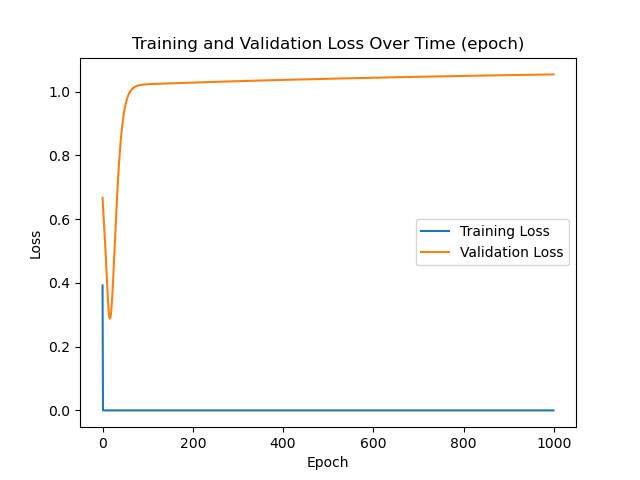 Training and Validation Loss Over Time (epoch)
1.0
0.8
0.6
0.4
0.2
0.0
Loss
Training Loss
Validation Loss
0 200 400 600 800 1000
Epoch